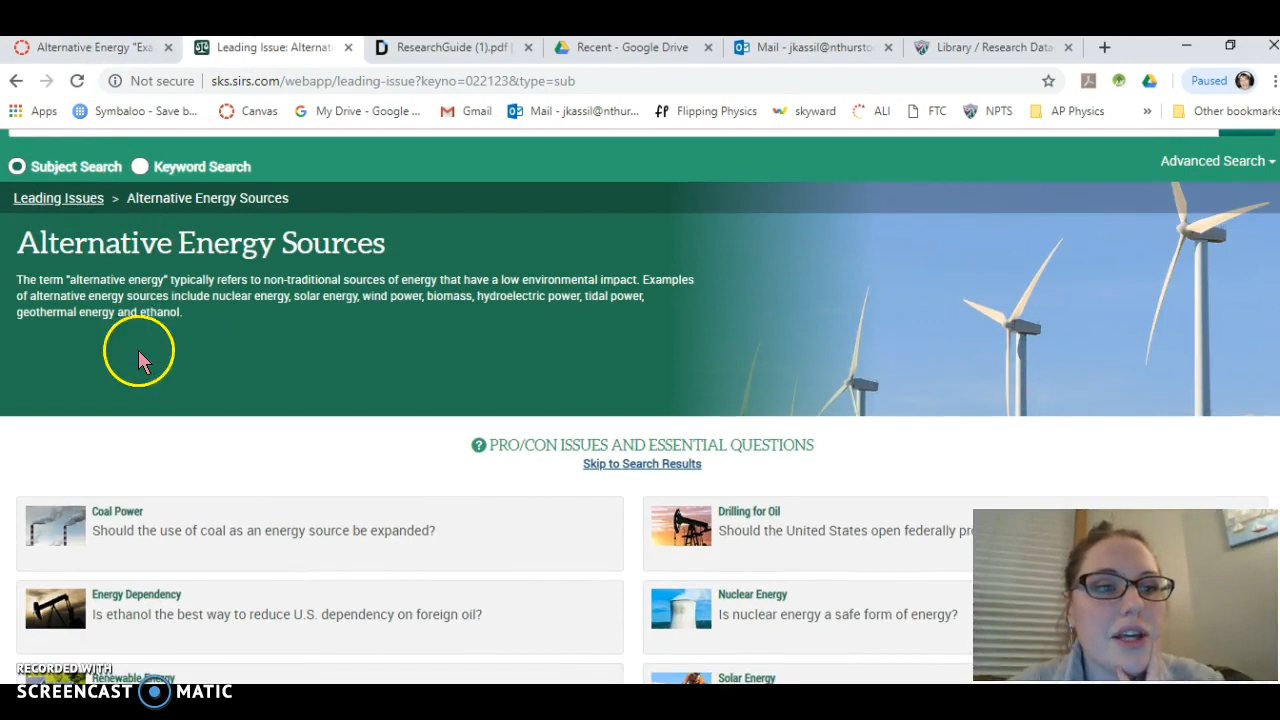 Alternative Energy "Exa
Leading Issue: Alternati
ResearchGuide (1).pdf
Recent - Google Drive
Mail - jkassil@nthursto
Library / Research Data
Not secure sks.sirs.com/webapp/leading-issue?keyno=022123&type=sub
Paused
Apps Symbaloo - Save b... Canvas My Drive - Google ... Gmail Mail - jkassil@nthur... Flipping Physics skyward ALI FTC NPTS AP Physics » Other bookmarks
Subject Search Keyword Search
Advanced Search
Leading Issues > Alternative Energy Sources
Alternative Energy Sources
The term "alternative energy" typically refers to non-traditional sources of energy that have a low environmental impact. Examples
of alternative energy sources include nuclear energy, solar energy, wind power, biomass, hydroelectric power, tidal power,
geothermal energy and ethanol.
? PRO/CON ISSUES AND ESSENTIAL QUESTIONS
Skip to Search Results
Coal Power
Should the use of coal as an energy source be expanded?
Drilling for Oil
Should the United States open federally pr
Energy Dependency
Is ethanol the best way to reduce U.S. dependency on foreign oil?
Nuclear Energy
Is nuclear energy a safe form of energy?
Renewable Energy
Solar Energy
RECORDED WITH
SCREENCAST MATIC